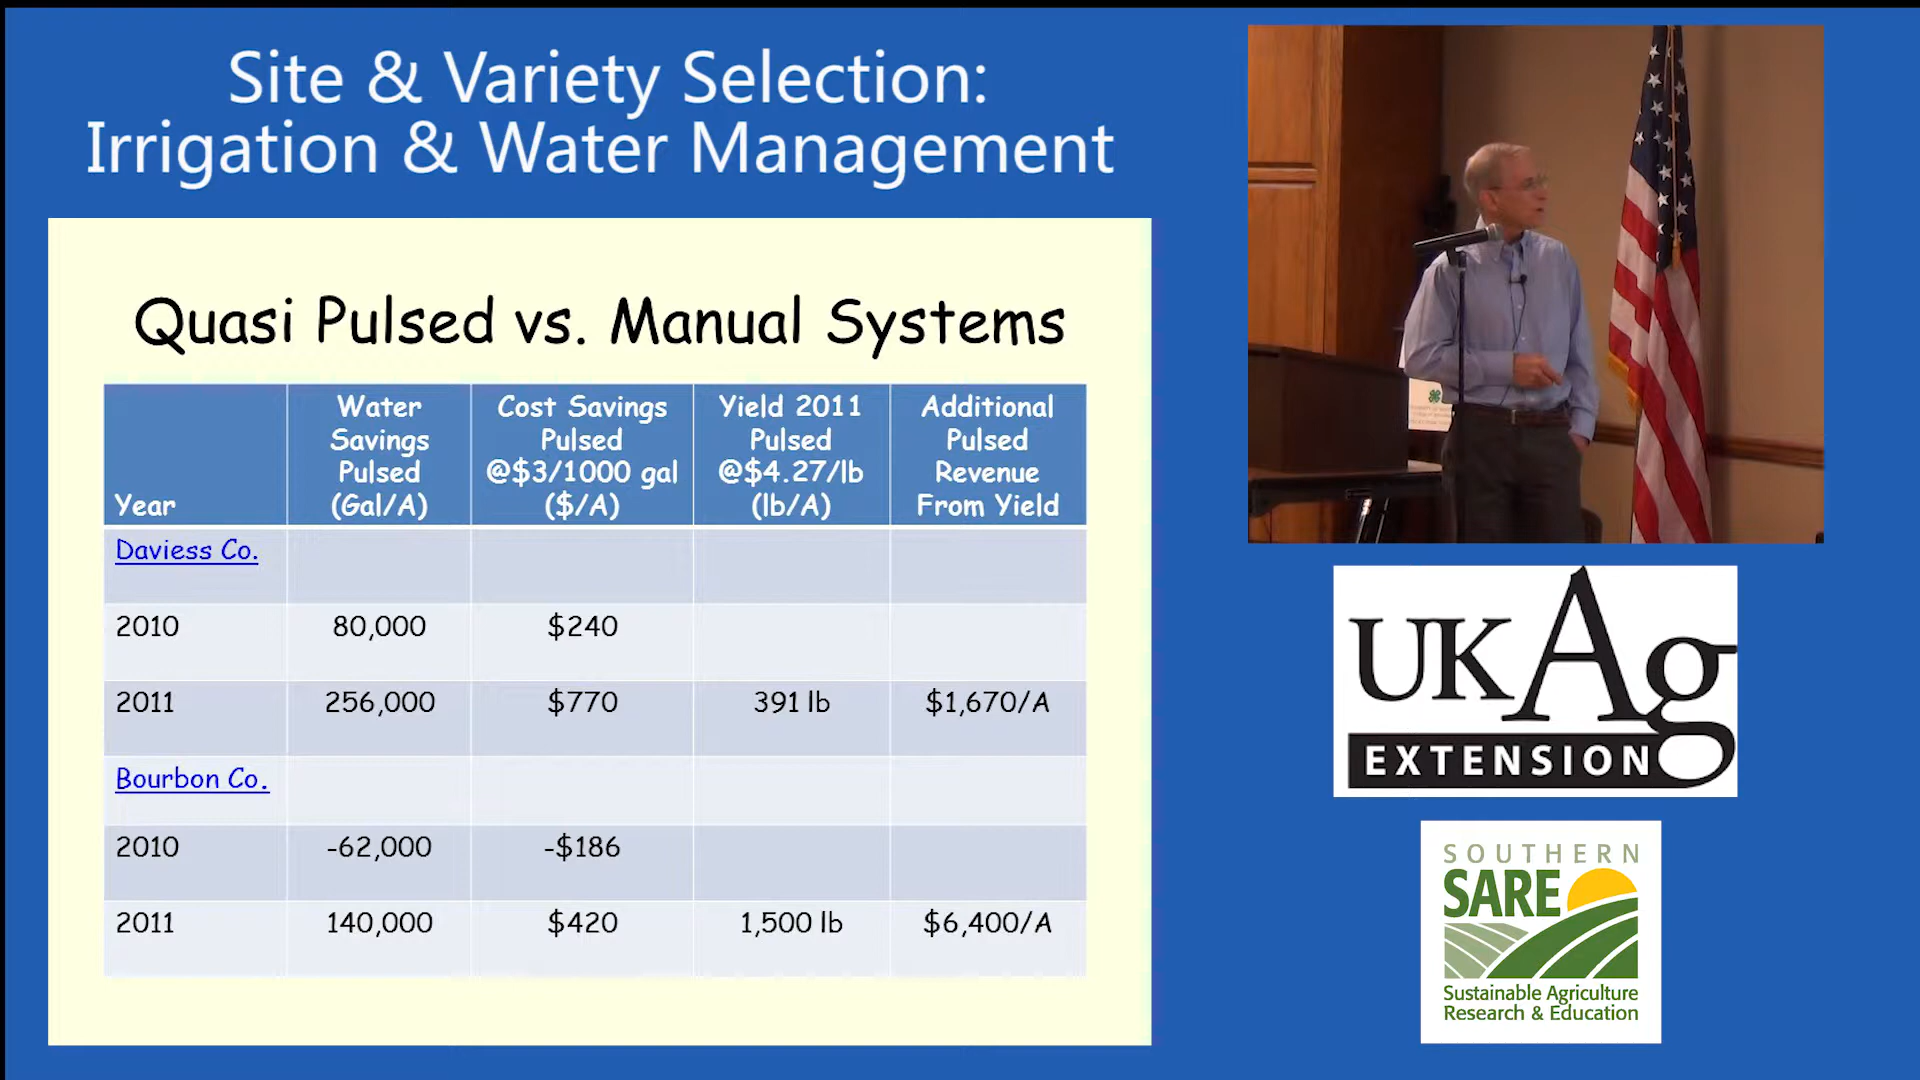 Site & Variety Selection:
Irrigation & Water Management
Quasi Pulsed vs. Manual Systems
Year
Water Savings Pulsed (Gal/A)
Cost Savings Pulsed @$3/1000 gal ($/A)
Yield 2011 Pulsed @$4.27/lb (lb/A)
Additional Pulsed Revenue From Yield
Daviess Co.
2010 80,000 $240
2011 256,000 $770 391 lb $1,670/A
Bourbon Co.
2010 -62,000 -$186
2011 140,000 $420 1,500 lb $6,400/A
UKAg
EXTENSION
SOUTHERN
SARE
Sustainable Agriculture
Research & Education